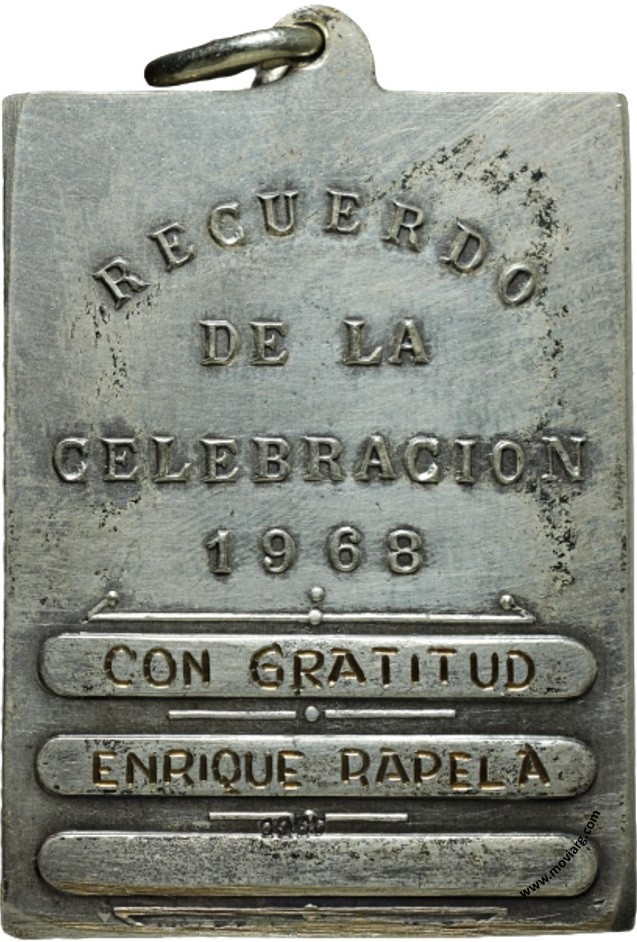 RECUERDO
DE LA
CELEBRACION
1968
CON GRATITUD
ENRIQUE RAPELA
www.moviarg.com